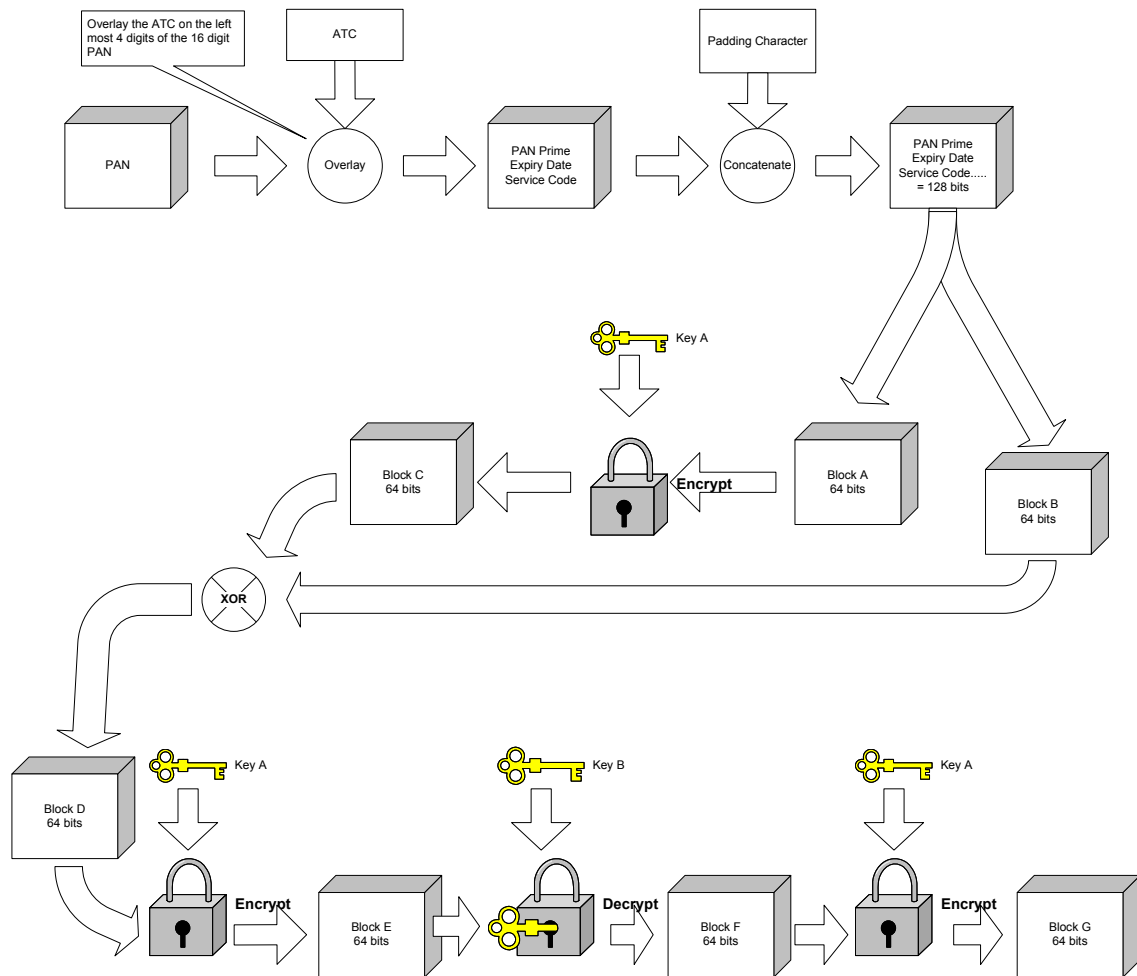 Overlay the ATC on the left
most 4 digits of the 16 digit
PAN
ATC
Padding Character
PAN
Overlay
PAN Prime
Expiry Date
Service Code
Concatenate
PAN Prime
Expiry Date
Service Code.....
= 128 bits
Key A
Block C
64 bits
Encrypt
Block A
64 bits
Block B
64 bits
XOR
Key A
Key B
Key A
Block D
64 bits
Encrypt
Block E
64 bits
Decrypt
Block F
64 bits
Encrypt
Block G
64 bits